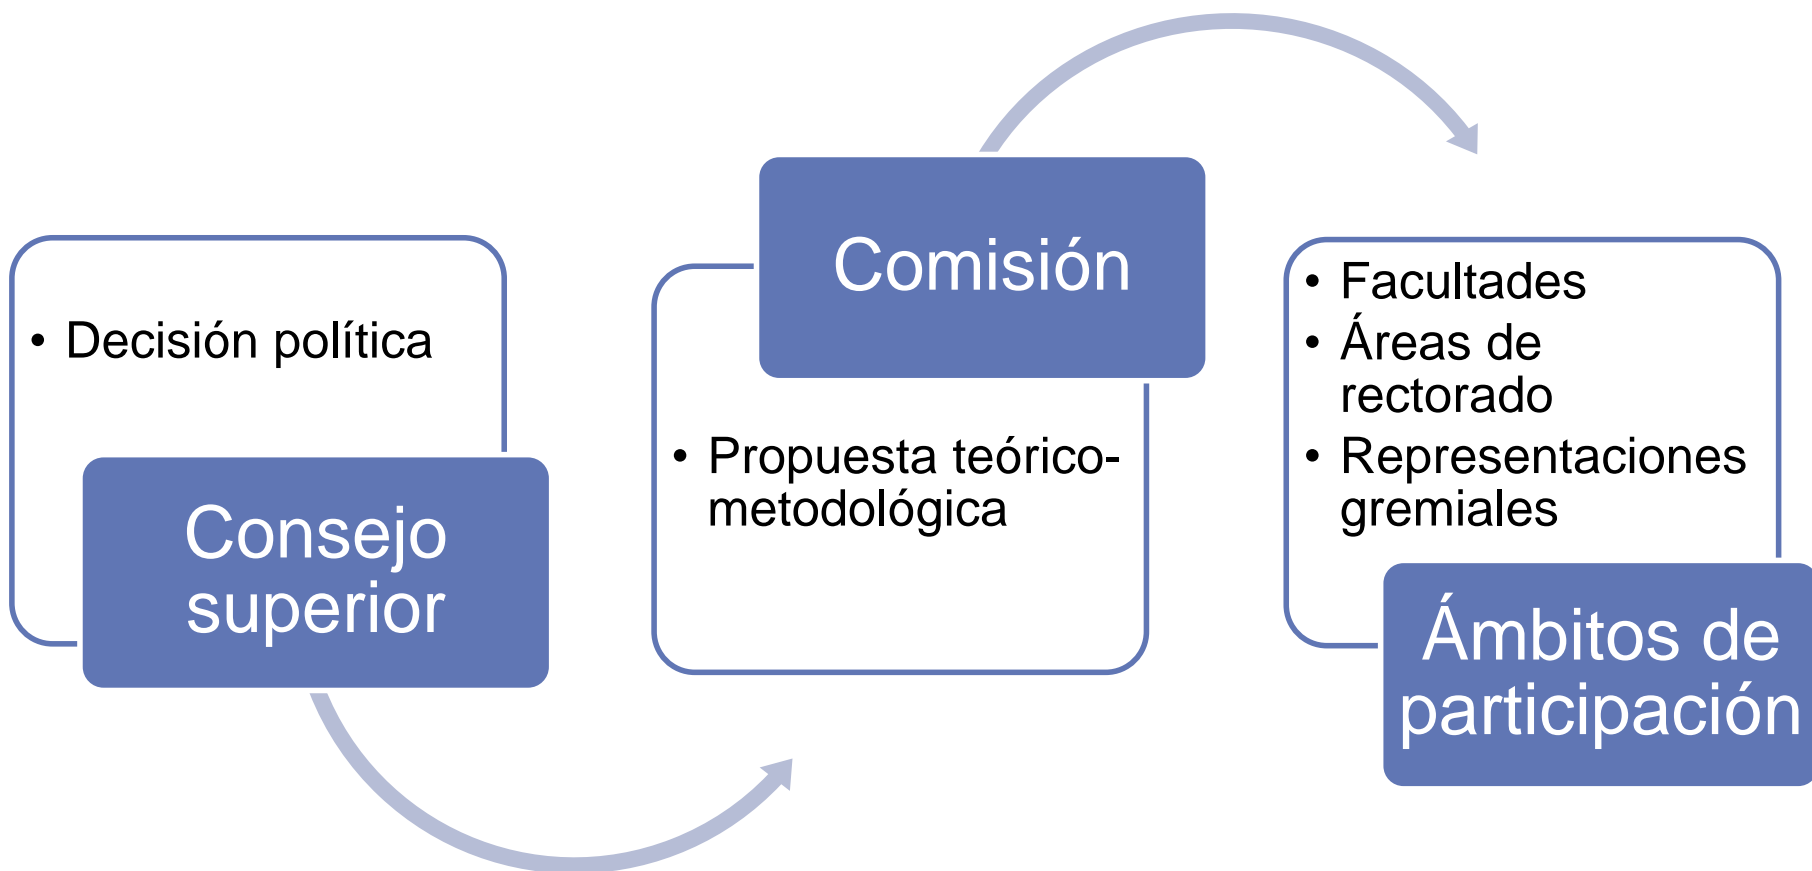 • Decisión política
Consejo
superior
Comisión
• Propuesta teórico-
metodológica
• Facultades
• Áreas de
rectorado
• Representaciones
gremiales
Ámbitos de
participación